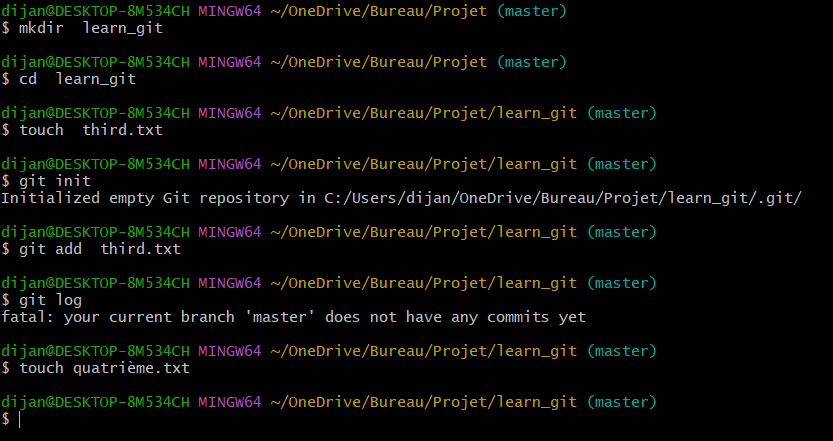 dijan@DESKTOP-8M534CH MINGW64 ~/OneDrive/Bureau/Projet (master)
$ mkdir  learn_git
dijan@DESKTOP-8M534CH MINGW64 ~/OneDrive/Bureau/Projet (master)
$ cd  learn_git
dijan@DESKTOP-8M534CH MINGW64 ~/OneDrive/Bureau/Projet/learn_git (master)
$ touch  third.txt
dijan@DESKTOP-8M534CH MINGW64 ~/OneDrive/Bureau/Projet/learn_git (master)
$ git init
Initialized empty Git repository in C:/Users/dijan/OneDrive/Bureau/Projet/learn_git/.git/
dijan@DESKTOP-8M534CH MINGW64 ~/OneDrive/Bureau/Projet/learn_git (master)
$ git add  third.txt
dijan@DESKTOP-8M534CH MINGW64 ~/OneDrive/Bureau/Projet/learn_git (master)
$ git log
fatal: your current branch 'master' does not have any commits yet
dijan@DESKTOP-8M534CH MINGW64 ~/OneDrive/Bureau/Projet/learn_git (master)
$ touch quatrième.txt
dijan@DESKTOP-8M534CH MINGW64 ~/OneDrive/Bureau/Projet/learn_git (master)
$